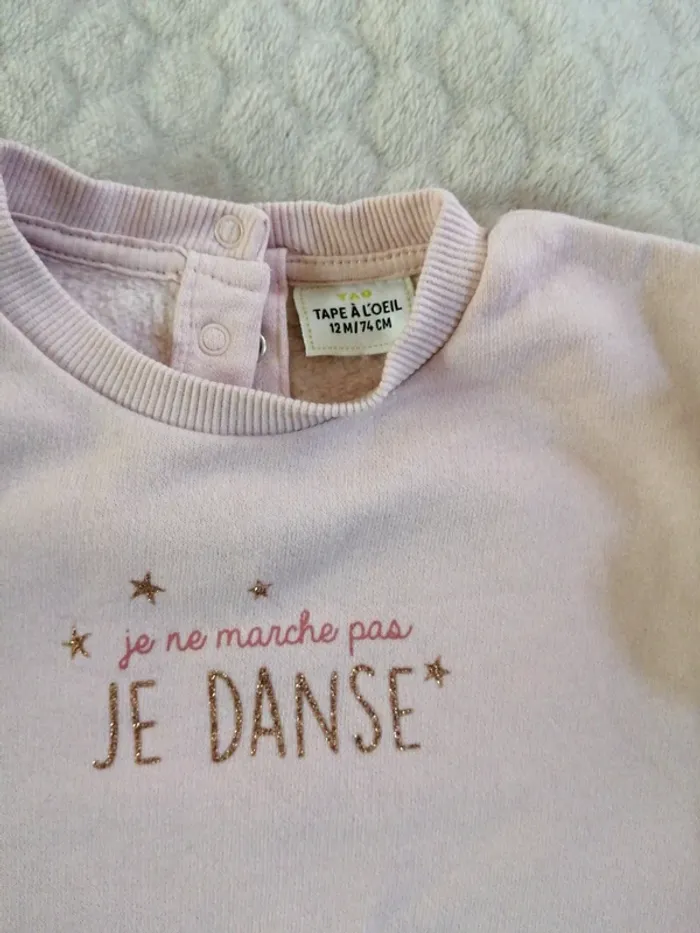 TAO
TAPE À L'OEIL
12 M/74 CM
je ne marche pas
JE DANSE